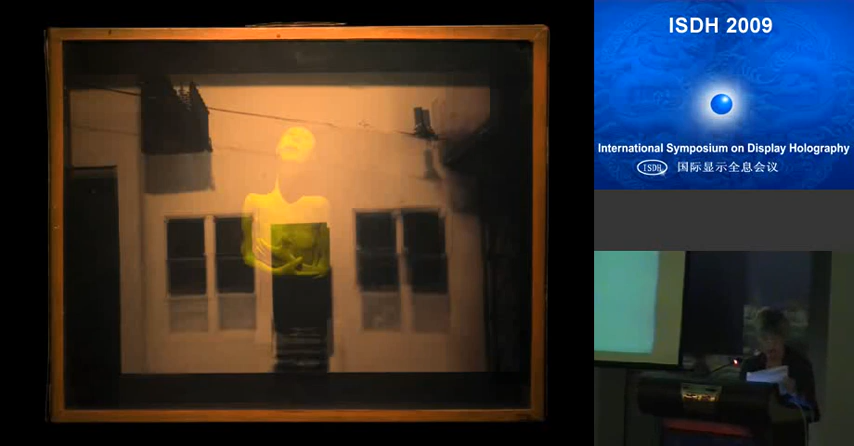 ISDH 2009
International Symposium on Display Holography
ISDH 国际显示全息会议